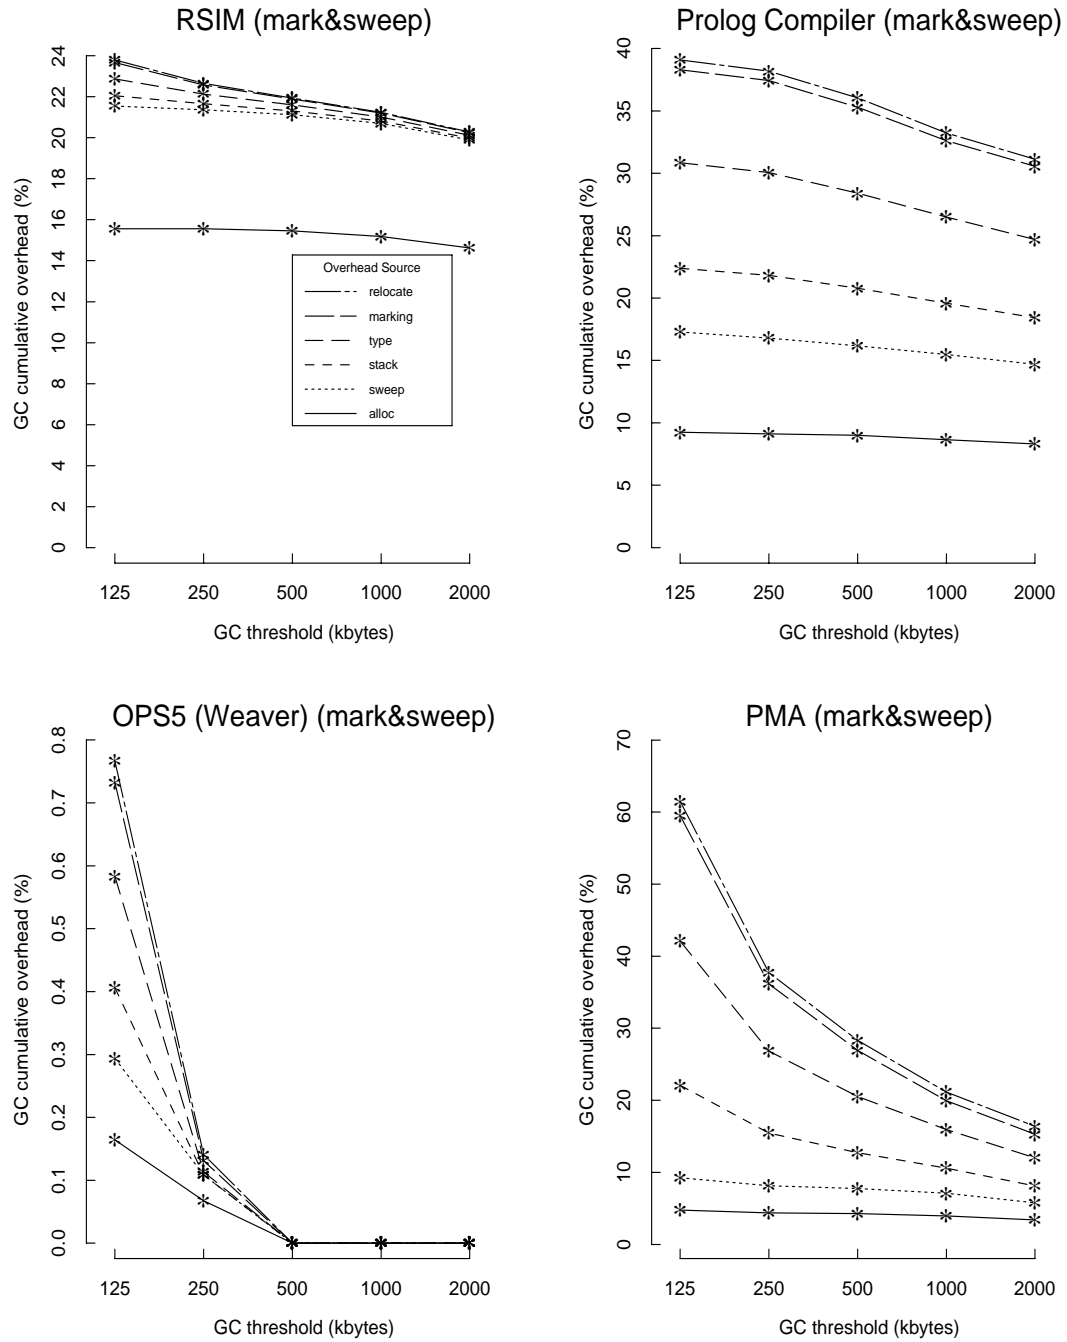 RSIM (mark&sweep)
GC cumulative overhead (%)
24
22
20
18
16
14
12
10
8
6
4
2
0
Overhead Source
relocate
marking
type
stack
sweep
alloc
125 250 500 1000 2000
GC threshold (kbytes)
Prolog Compiler (mark&sweep)
GC cumulative overhead (%)
40
35
30
25
20
15
10
5
0
125 250 500 1000 2000
GC threshold (kbytes)
OPS5 (Weaver) (mark&sweep)
GC cumulative overhead (%)
0.8
0.7
0.6
0.5
0.4
0.3
0.2
0.1
0.0
125 250 500 1000 2000
GC threshold (kbytes)
PMA (mark&sweep)
GC cumulative overhead (%)
70
60
50
40
30
20
10
0
125 250 500 1000 2000
GC threshold (kbytes)